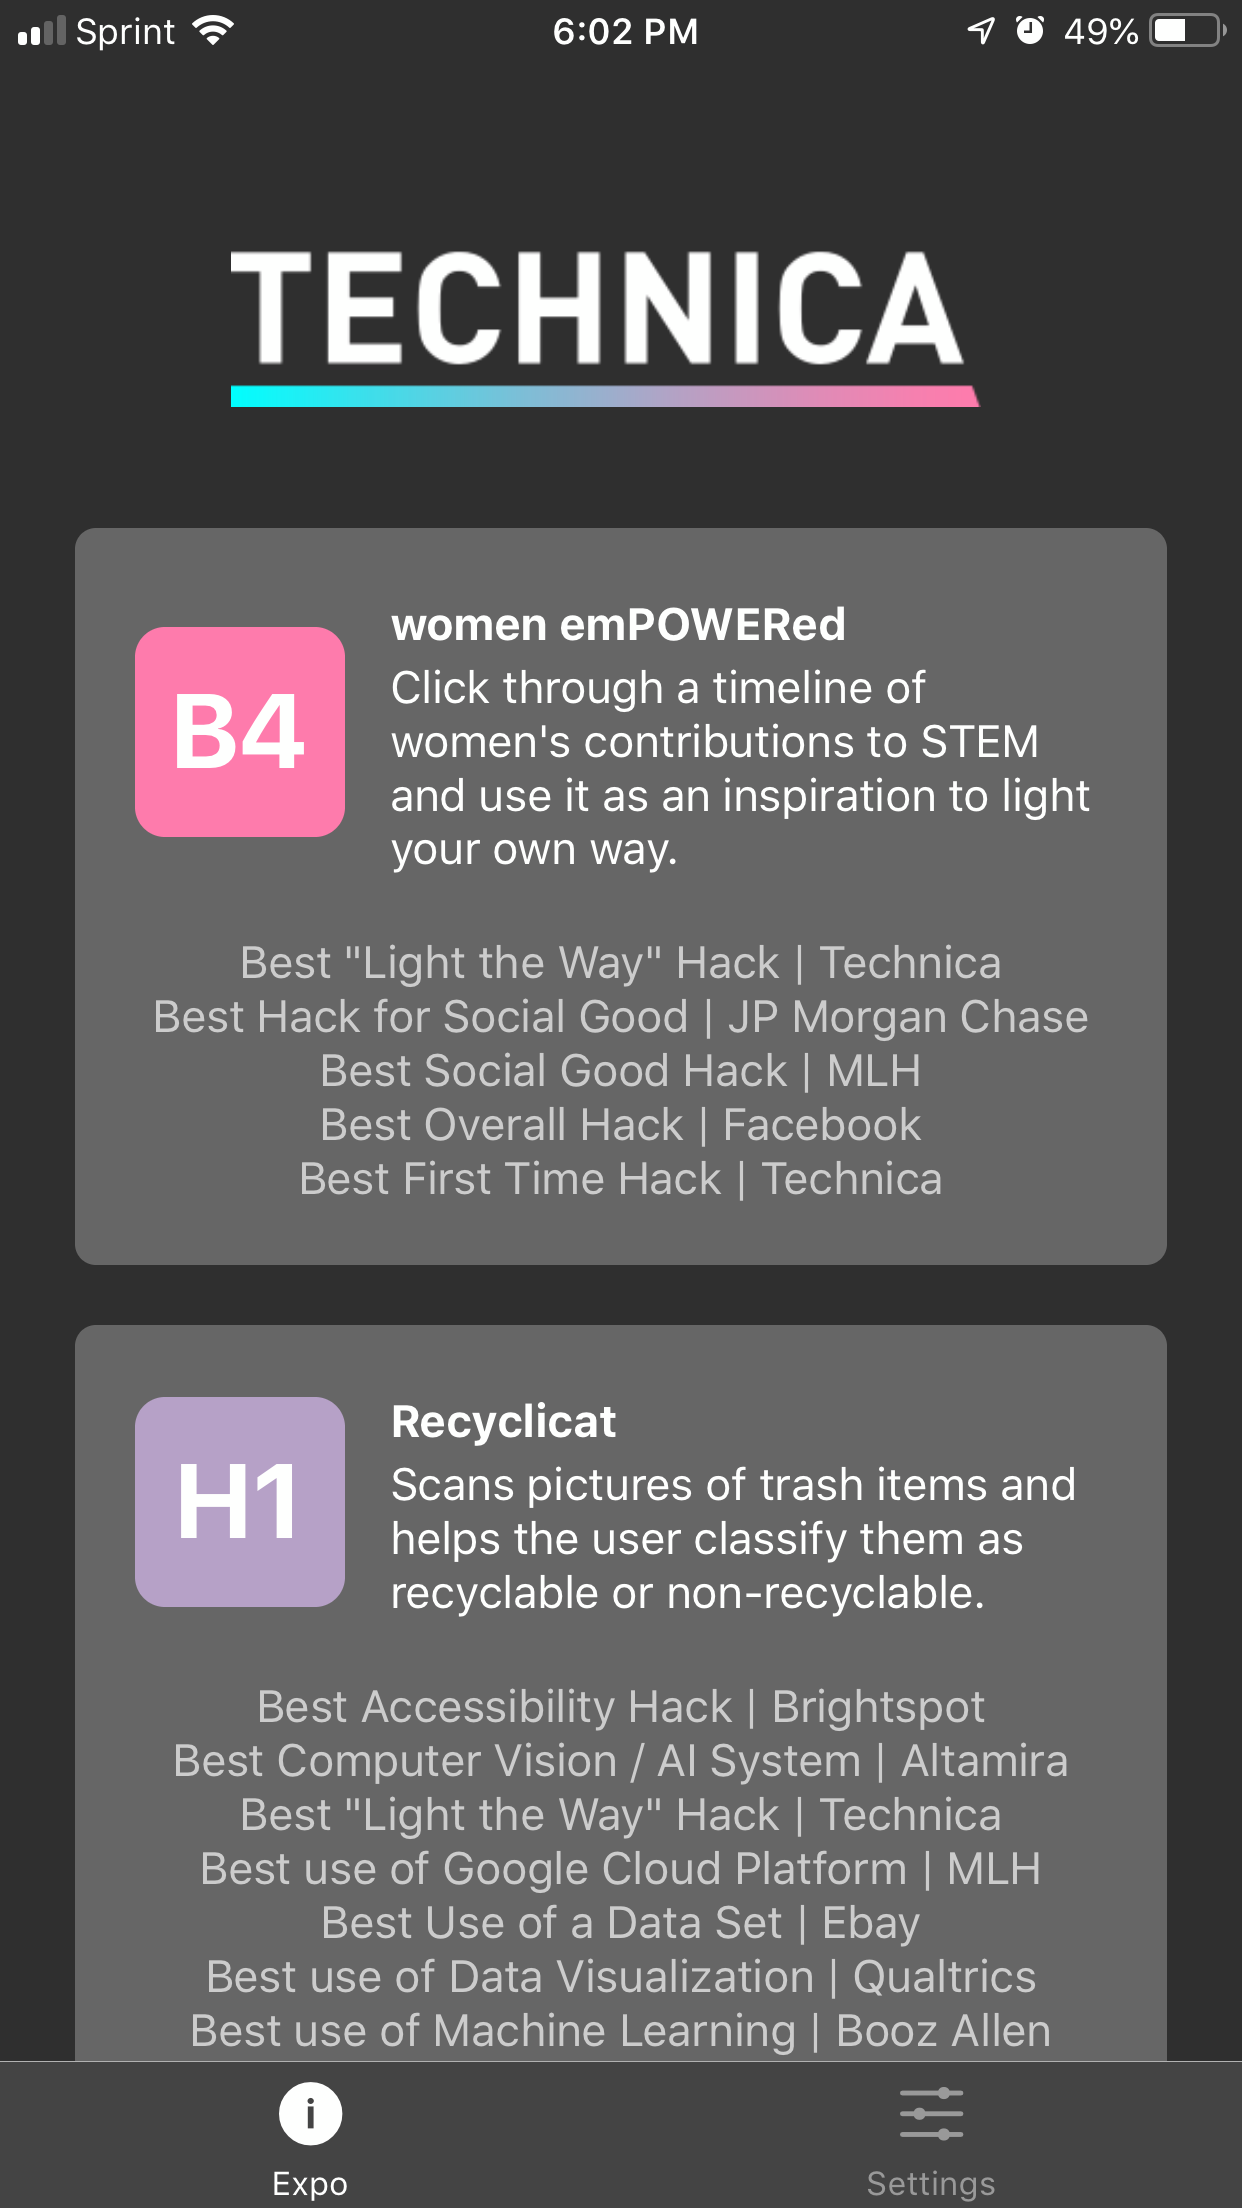 Sprint 6:02 PM 49%
TECHNICA
B4
women emPOWERed
Click through a timeline of
women's contributions to STEM
and use it as an inspiration to light
your own way.
Best "Light the Way" Hack | Technica
Best Hack for Social Good | JP Morgan Chase
Best Social Good Hack | MLH
Best Overall Hack | Facebook
Best First Time Hack | Technica
H1
Recyclicat
Scans pictures of trash items and
helps the user classify them as
recyclable or non-recyclable.
Best Accessibility Hack | Brightspot
Best Computer Vision / AI System | Altamira
Best "Light the Way" Hack | Technica
Best use of Google Cloud Platform | MLH
Best Use of a Data Set | Ebay
Best use of Data Visualization | Qualtrics
Best use of Machine Learning | Booz Allen
Expo
Settings